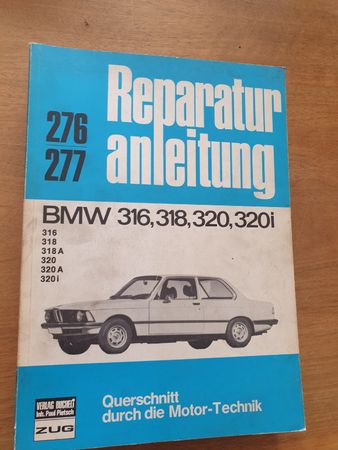 276
277
Reparatur
anleitung
BMW 316, 318, 320, 320i
316
318
318 A
320
320 A
320 i
Querschnitt
durch die Motor-Technik
VERLAG BUCHELI
Inh. Paul Pietsch
ZUG